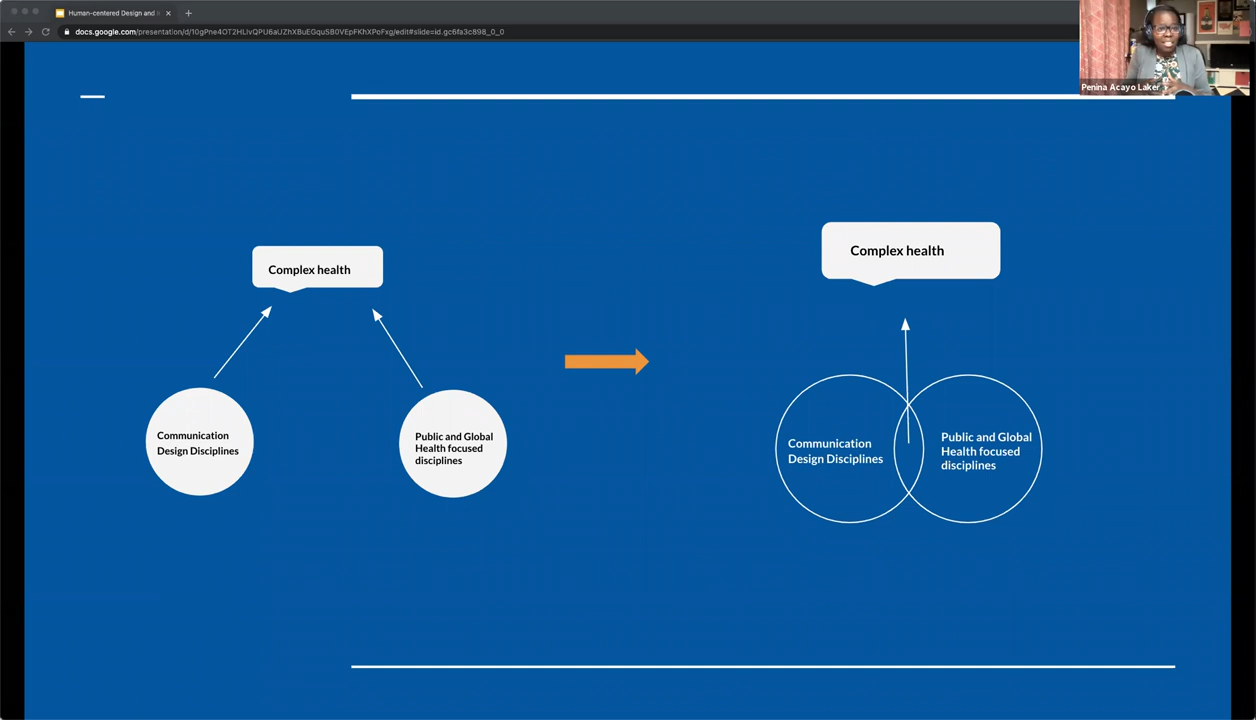 Human-centered Design and I
docs.google.com/presentation/d/10gPne4OT2HLivQPU6aUZhXBuEGquSB0VEpFKhXPoFxg/edit#slide=id.gc6fa3c898_0_0
Penina Acayo Laker
Complex health
Communication
Design Disciplines
Public and Global
Health focused
disciplines
Complex health
Communication
Design Disciplines
Public and Global
Health focused
disciplines